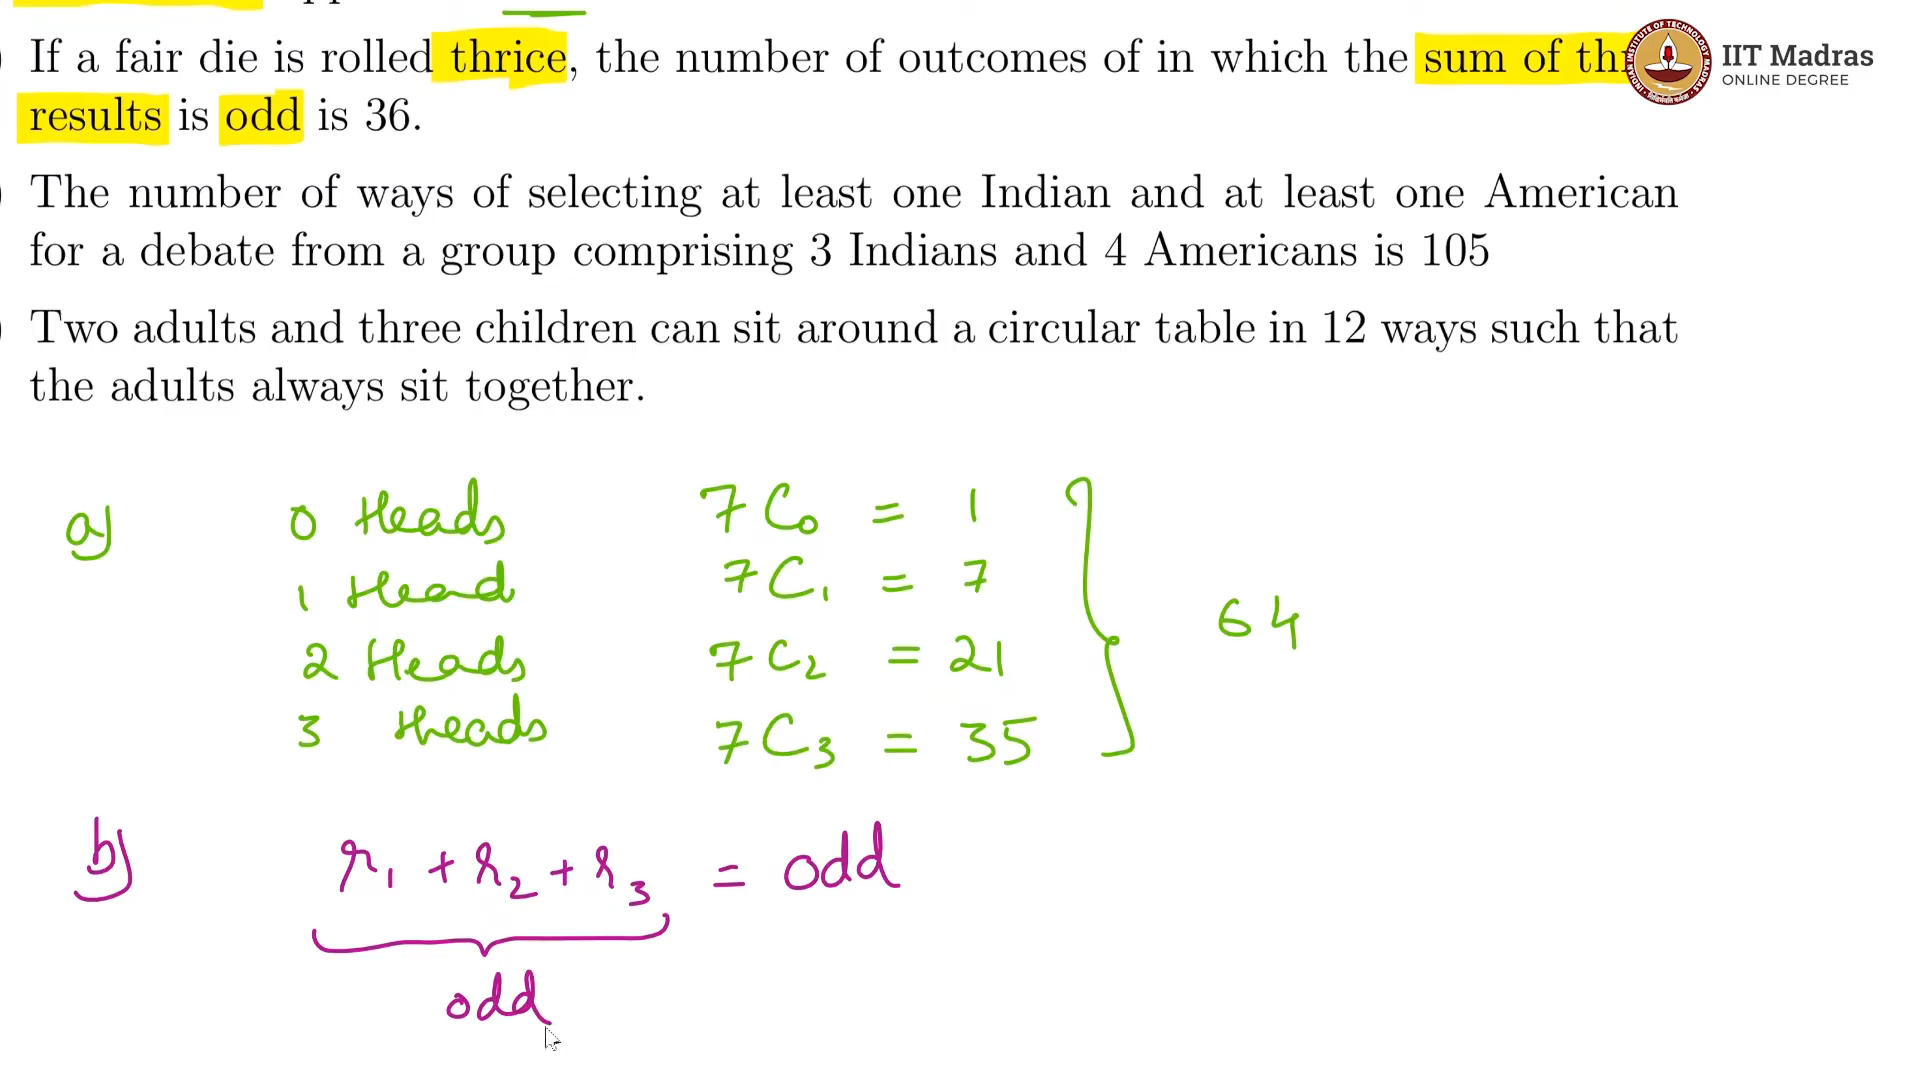 ) If a fair die is rolled thrice, the number of outcomes of in which the sum of
IIT Madras
ONLINE DEGREE
results is odd is 36.
) The number of ways of selecting at least one Indian and at least one American
for a debate from a group comprising 3 Indians and 4 Americans is 105
) Two adults and three children can sit around a circular table in 12 ways such that
the adults always sit together.
a) 0 Heads 7C0 = 1
1 Head 7C1 = 7
64
2 Heads 7C2 = 21
3 Heads 7C3 = 35
b) r1 + r2 + r3 = odd
odd